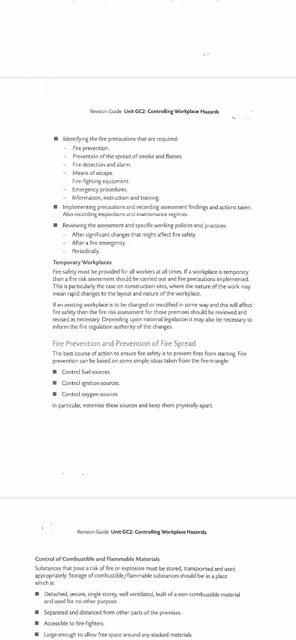 Revision Guide Unit GC2: Controlling Workplace Hazards
■ Identifying the fire precautions that are required:
– Fire prevention.
– Prevention of the spread of smoke and flames.
– Fire detection and alarm.
– Means of escape.
– Fire-fighting equipment.
– Emergency procedures.
– Information, instruction and training.
■ Implementing precautions and recording assessment findings and actions taken.
Also recording inspections and maintenance regimes.
■ Reviewing the assessment and specific working policies and practices:
– After significant changes that might affect fire safety.
– After a fire emergency.
– Periodically.
Temporary Workplaces
Fire safety must be provided for all workers at all times. If a workplace is temporary
then a fire risk assessment should be carried out and fire precautions implemented.
This is particularly the case on construction sites, where the nature of the work may
mean rapid changes to the layout and nature of the workplace.
If an existing workplace is to be changed or modified in some way and this will affect
fire safety then the fire risk assessment for those premises should be reviewed and
revised as necessary. Depending upon national legislation it may also be necessary to
inform the fire regulation authority of the changes.
Fire Prevention and Prevention of Fire Spread
The best course of action to ensure fire safety is to prevent fires from starting. Fire
prevention can be based on some simple ideas taken from the fire triangle:
■ Control fuel sources.
■ Control ignition sources.
■ Control oxygen sources.
In particular, minimise these sources and keep them physically apart.
Revision Guide Unit GC2: Controlling Workplace Hazards
Control of Combustible and Flammable Materials
Substances that pose a risk of fire or explosion must be stored, transported and used
appropriately. Storage of combustible/flammable substances should be in a place
which is:
■ Detached, secure, single storey, well ventilated, built of a non-combustible material
and used for no other purpose.
■ Separated and distanced from other parts of the premises.
■ Accessible to fire-fighters.
■ Large enough to allow free space around any stacked materials.